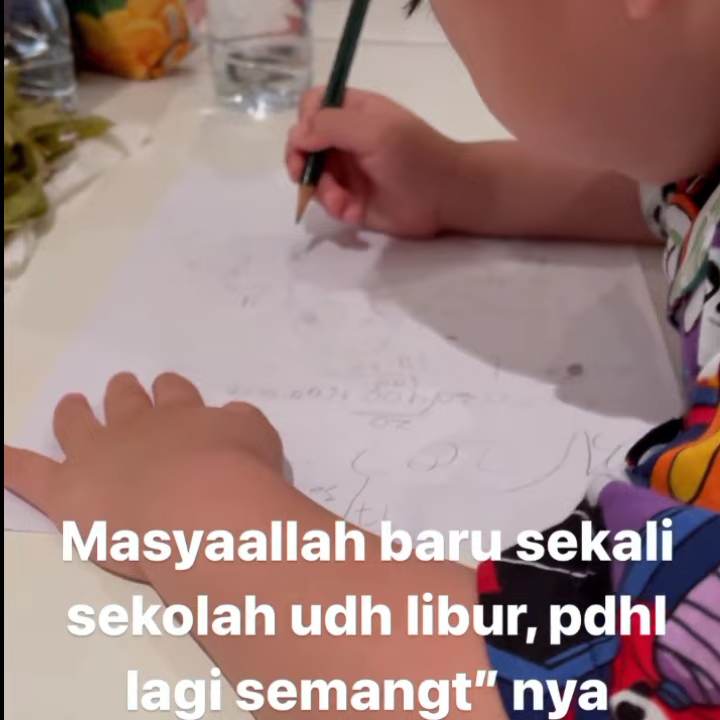 Masyaallah baru sekali
sekolah udh libur, pdhl
lagi semangt” nya